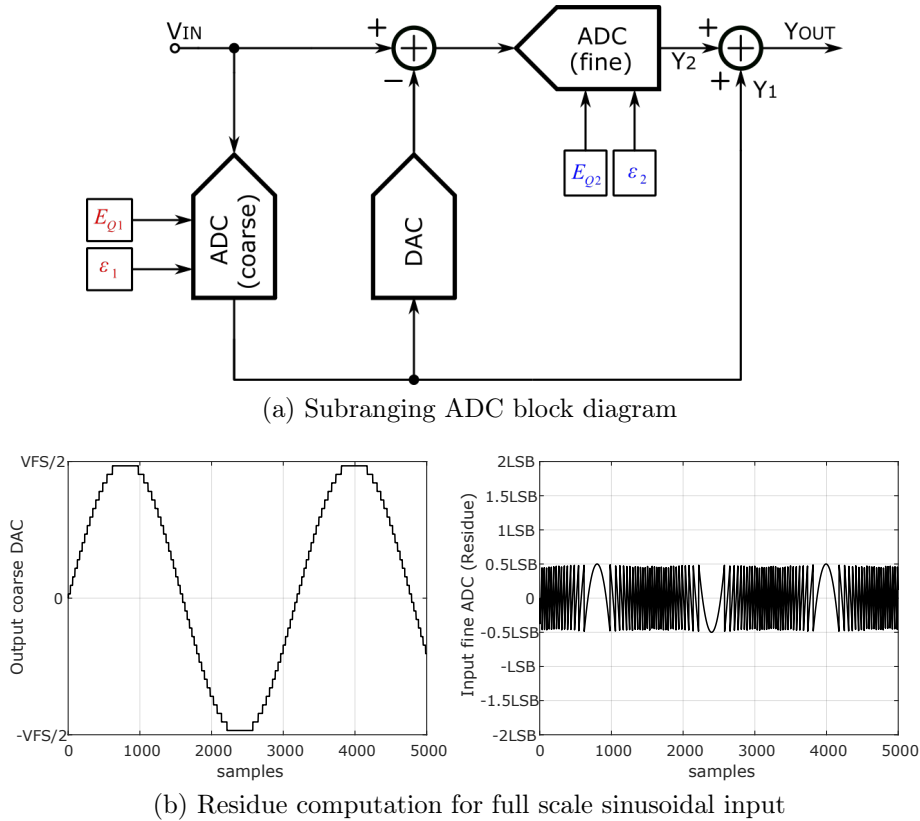 VIN
+
−
ADC
(fine)
Y2
+
+
YOUT
Y1
EQ1
ε1
ADC
(coarse)
DAC
EQ2
ε2
(a) Subranging ADC block diagram
Output coarse DAC
VFS/2
0
-VFS/2
0 1000 2000 3000 4000 5000
samples
Input fine ADC (Residue)
2LSB
1.5LSB
1LSB
0.5LSB
0
-0.5LSB
-LSB
-1.5LSB
-2LSB
0 1000 2000 3000 4000 5000
samples
(b) Residue computation for full scale sinusoidal input